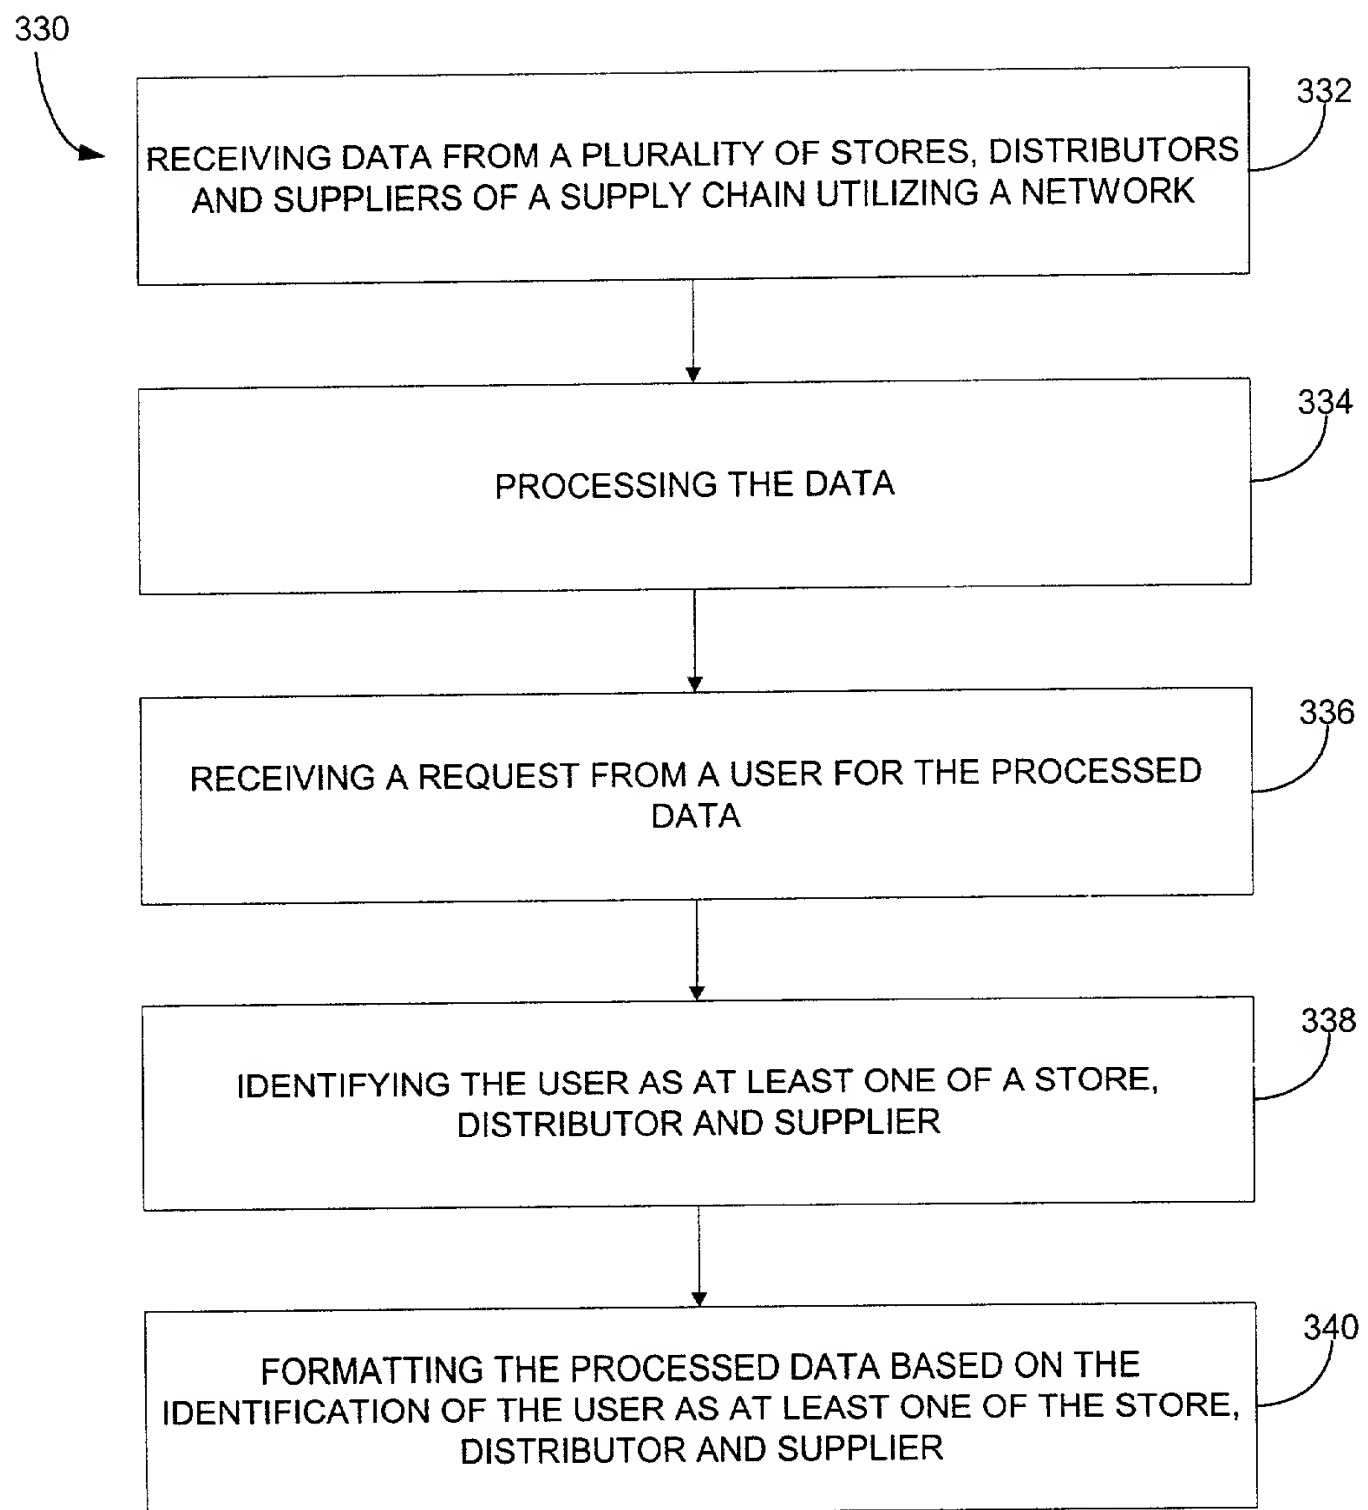 330
332
RECEIVING DATA FROM A PLURALITY OF STORES, DISTRIBUTORS
AND SUPPLIERS OF A SUPPLY CHAIN UTILIZING A NETWORK
334
PROCESSING THE DATA
336
RECEIVING A REQUEST FROM A USER FOR THE PROCESSED
DATA
338
IDENTIFYING THE USER AS AT LEAST ONE OF A STORE,
DISTRIBUTOR AND SUPPLIER
340
FORMATTING THE PROCESSED DATA BASED ON THE
IDENTIFICATION OF THE USER AS AT LEAST ONE OF THE STORE,
DISTRIBUTOR AND SUPPLIER